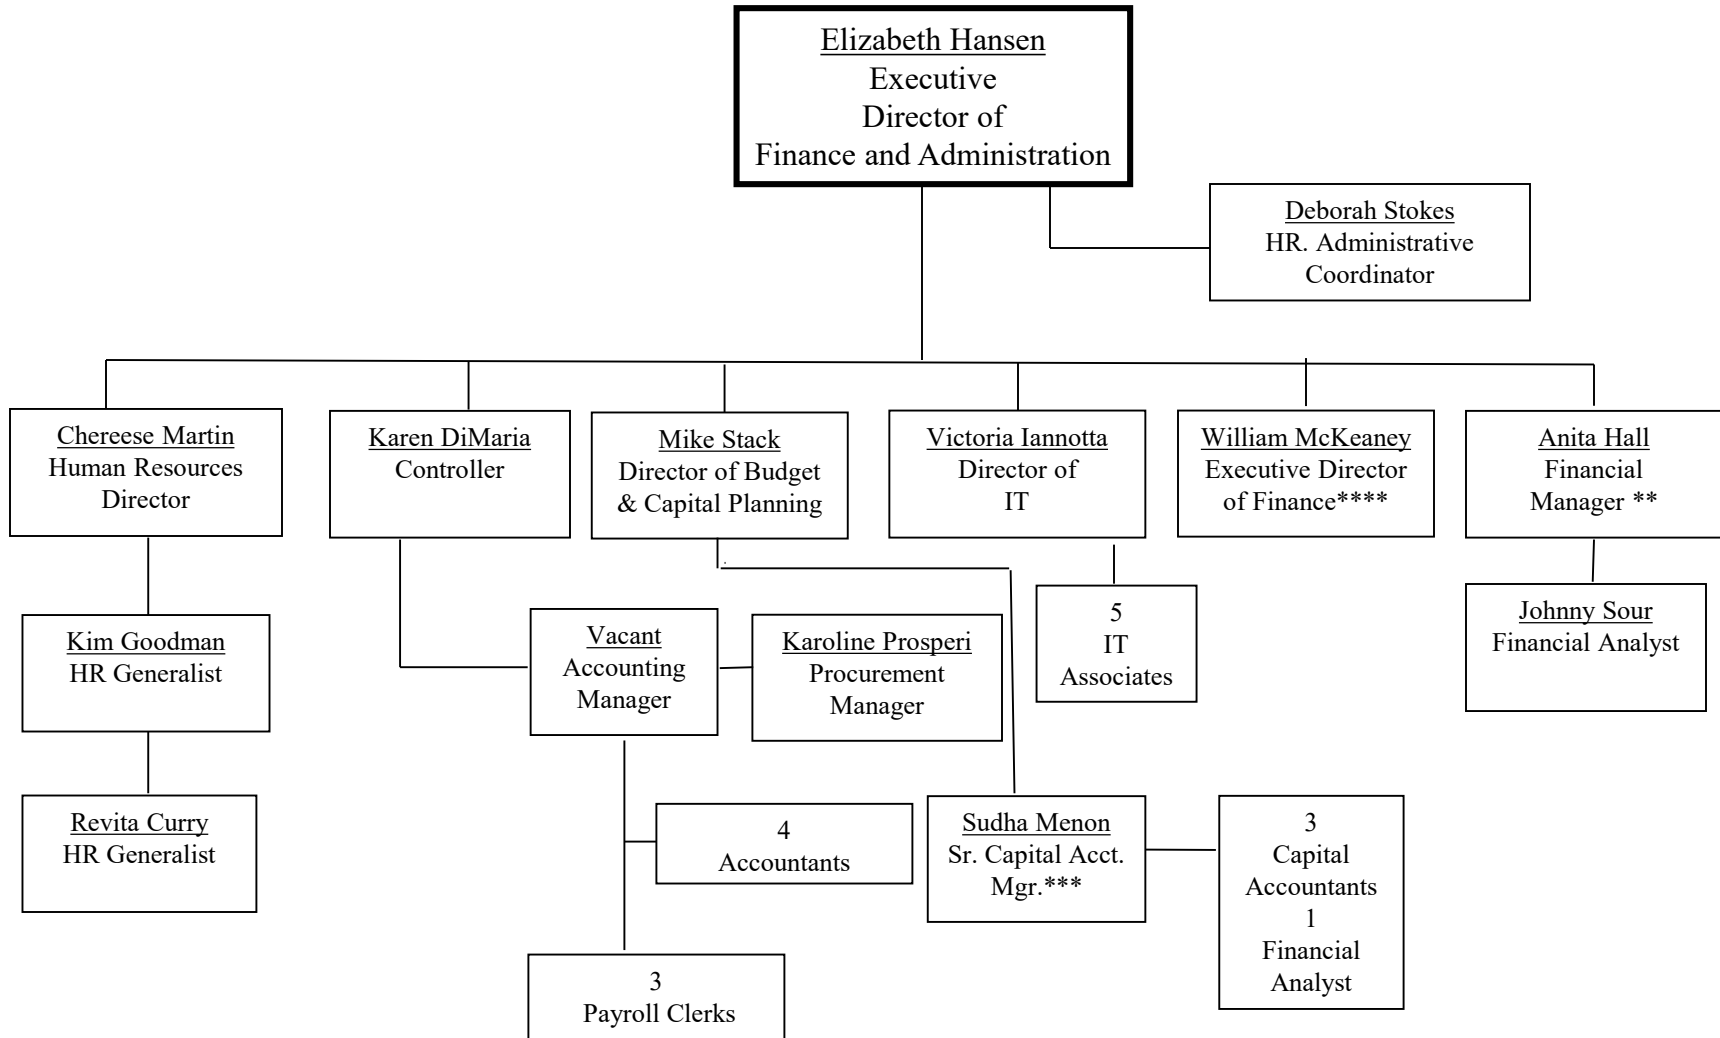 Elizabeth Hansen
Executive
Director of
Finance and Administration
Deborah Stokes
HR. Administrative
Coordinator
Chereese Martin
Human Resources
Director
Karen DiMaria
Controller
Mike Stack
Director of Budget
& Capital Planning
Victoria Iannotta
Director of
IT
William McKeaney
Executive Director
of Finance****
Anita Hall
Financial
Manager **
Kim Goodman
HR Generalist
Vacant
Accounting
Manager
Karoline Prosperi
Procurement
Manager
5
IT
Associates
Johnny Sour
Financial Analyst
Revita Curry
HR Generalist
4
Accountants
Sudha Menon
Sr. Capital Acct.
Mgr.***
3
Capital
Accountants
1
Financial
Analyst
3
Payroll Clerks